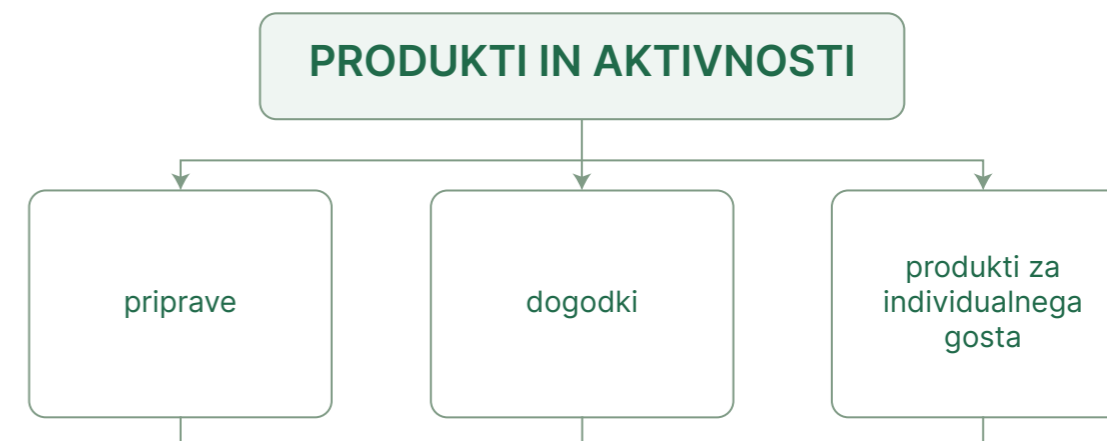 PRODUKTI IN AKTIVNOSTI
priprave
dogodki
produkti za
individualnega
gosta